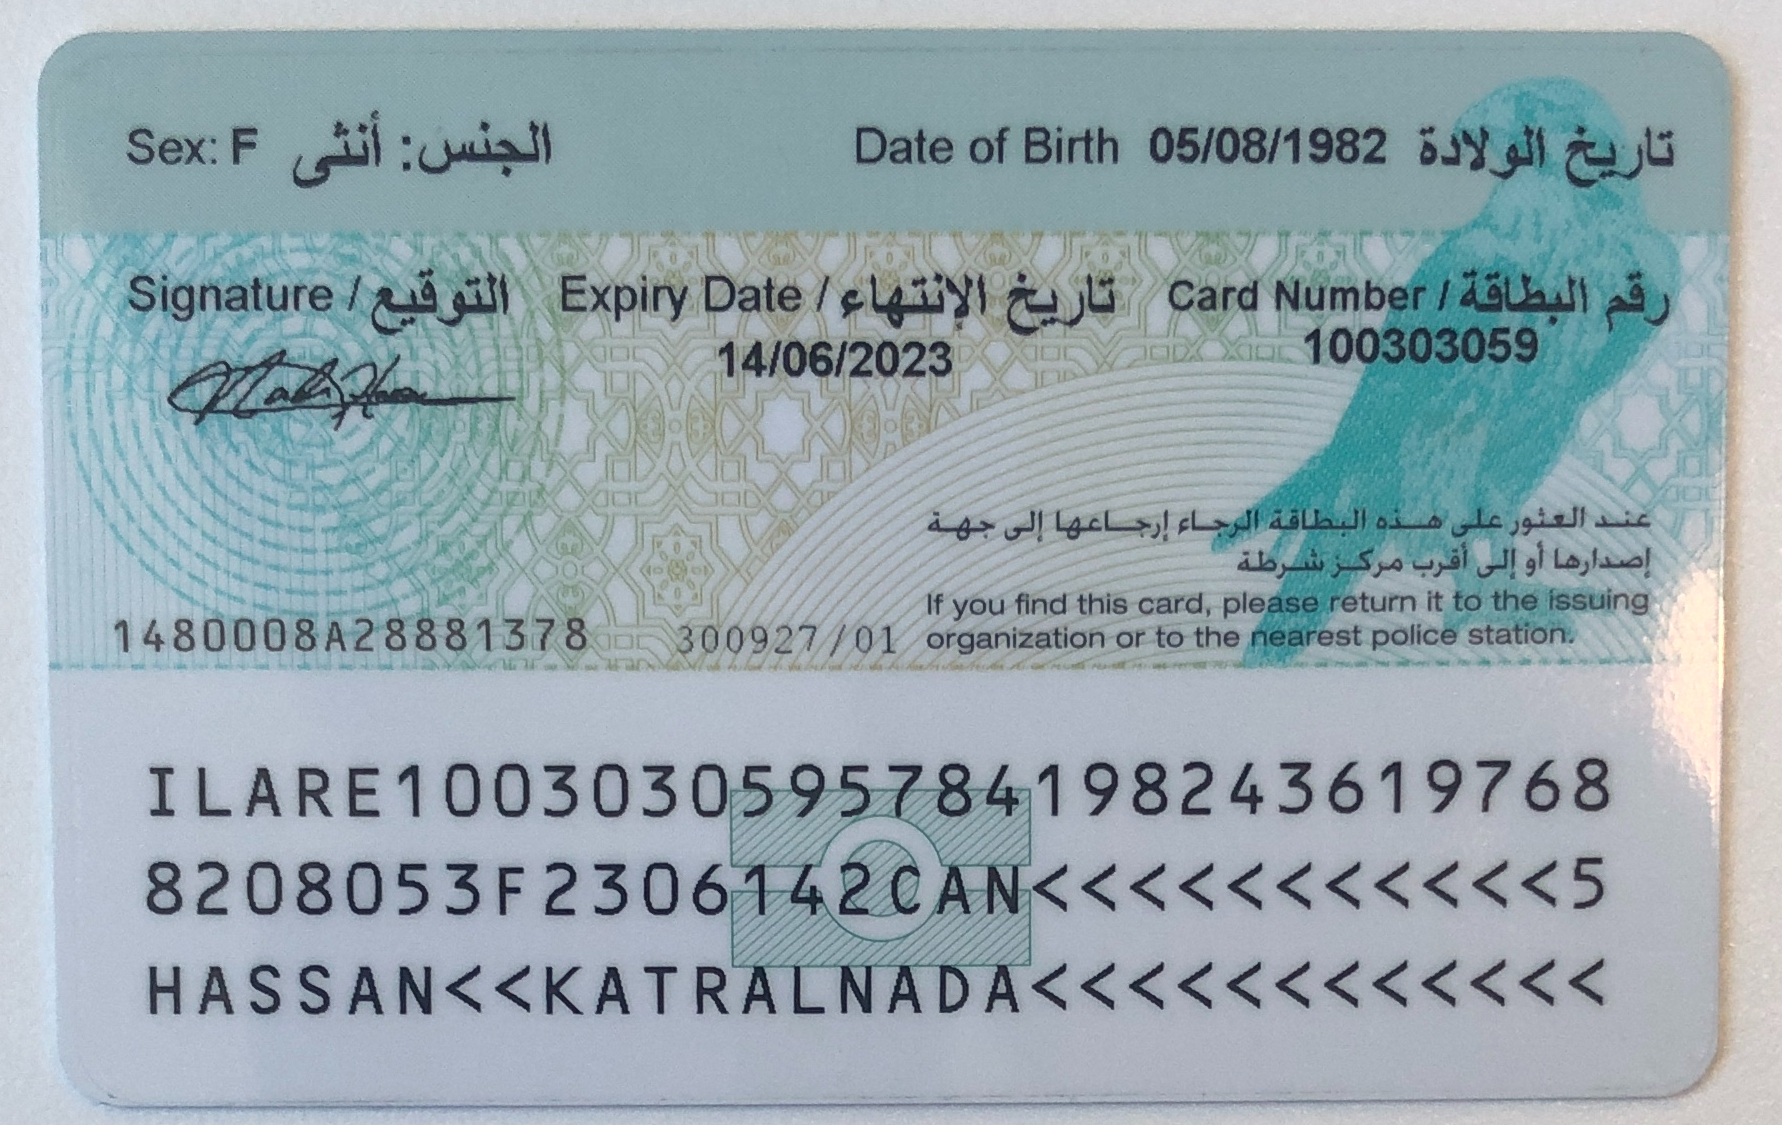 Sex: F الجنس: أنثى
Date of Birth 05/08/1982 تاريخ الولادة
Signature / التوقيع
Expiry Date / تاريخ الإنتهاء
14/06/2023
Card Number / رقم البطاقة
100303059
عند العثور على هذه البطاقة الرجاء إرجاعها إلى جهة
إصدارها أو إلى أقرب مركز شرطة
If you find this card, please return it to the issuing
organization or to the nearest police station.
1480008A28881378
300927/01
ILARE1003030595784198243619768
8208053F2306142CAN<<<<<<<<<<<5
HASSAN<<KATRALNADA<<<<<<<<<<<<